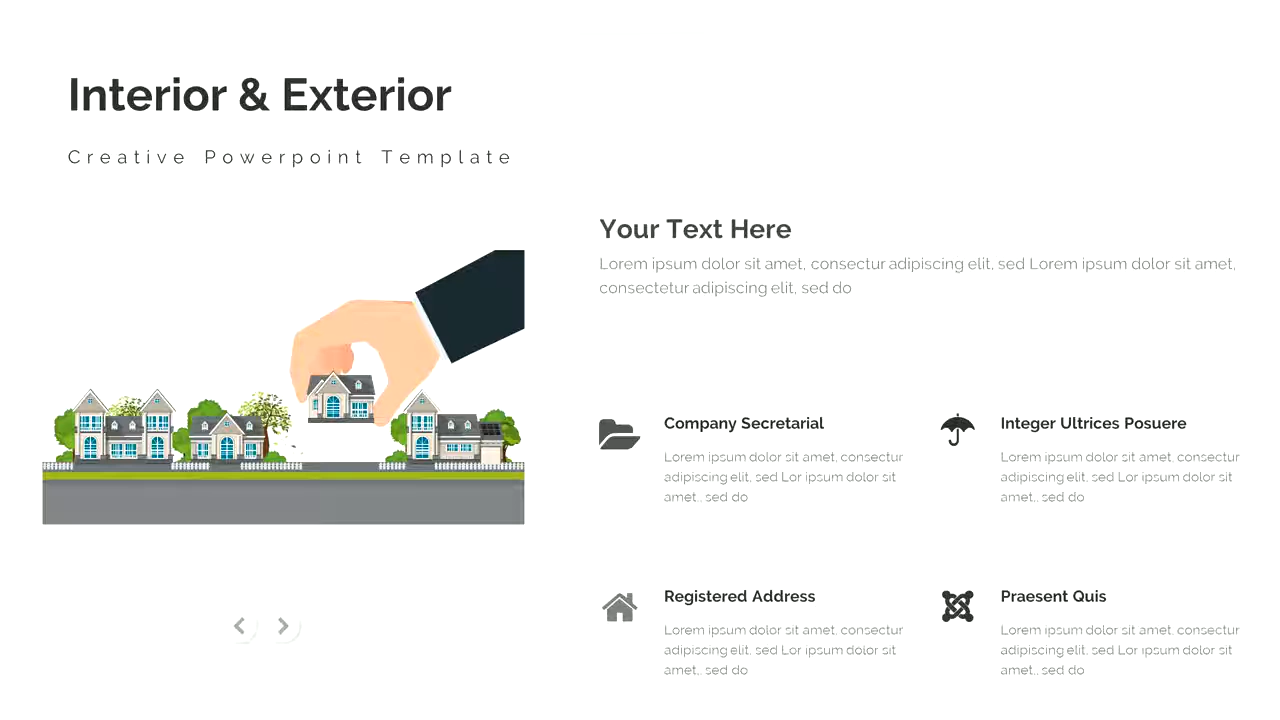 Interior & Exterior
Creative Powerpoint Template
Your Text Here
Lorem ipsum dolor sit amet, consectur adipiscing elit, sed Lorem ipsum dolor sit amet,
consectetur adipiscing elit, sed do
Company Secretarial
Lorem ipsum dolor sit amet, consectur
adipiscing elit, sed Lor ipsum dolor sit
amet., sed do
Integer Ultrices Posuere
Lorem ipsum dolor sit amet, consectur
adipiscing elit, sed Lor ipsum dolor sit
amet., sed do
Registered Address
Lorem ipsum dolor sit amet, consectur
adipiscing elit, sed Lor ipsum dolor sit
amet., sed do
Praesent Quis
Lorem ipsum dolor sit amet, consectur
adipiscing elit, sed Lor ipsum dolor sit
amet., sed do